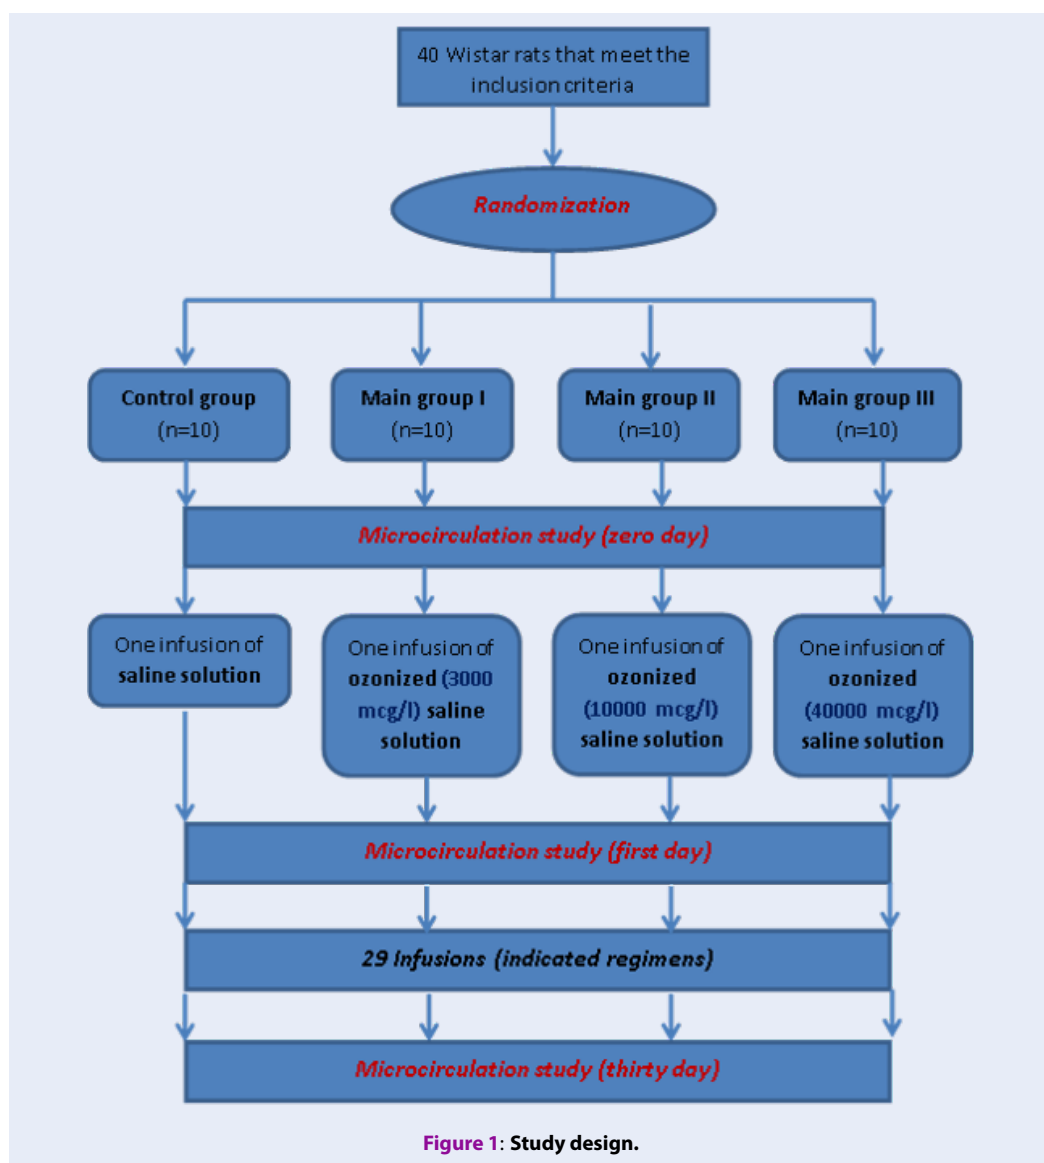 40 Wistar rats that meet the
inclusion criteria
Randomization
Control group
(n=10)
Main group I
(n=10)
Main group II
(n=10)
Main group III
(n=10)
Microcirculation study (zero day)
One infusion of
saline solution
One infusion of
ozonized (3000
mcg/l) saline
solution
One infusion of
ozonized
(10000 mcg/l)
saline solution
One infusion of
ozonized
(40000 mcg/l)
saline solution
Microcirculation study (first day)
29 Infusions (indicated regimens)
Microcirculation study (thirty day)
Figure 1: Study design.